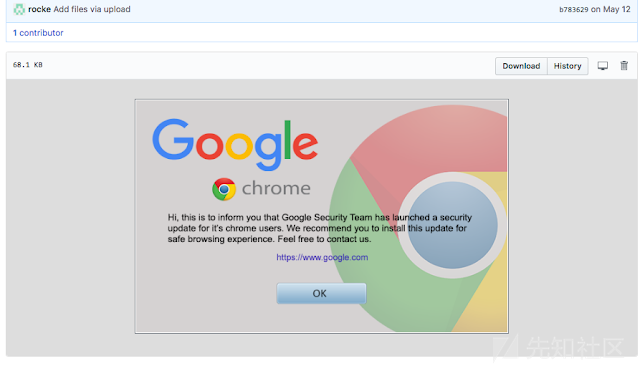 rocke Add files via upload
b783629 on May 12
1 contributor
68.1 KB
Download
History
Google
chrome
Hi, this is to inform you that Google Security Team has launched a security
update for it's chrome users. We recommend you to install this update for
safe browsing experience. Feel free to contact us.
https://www.google.com
OK
先知社区